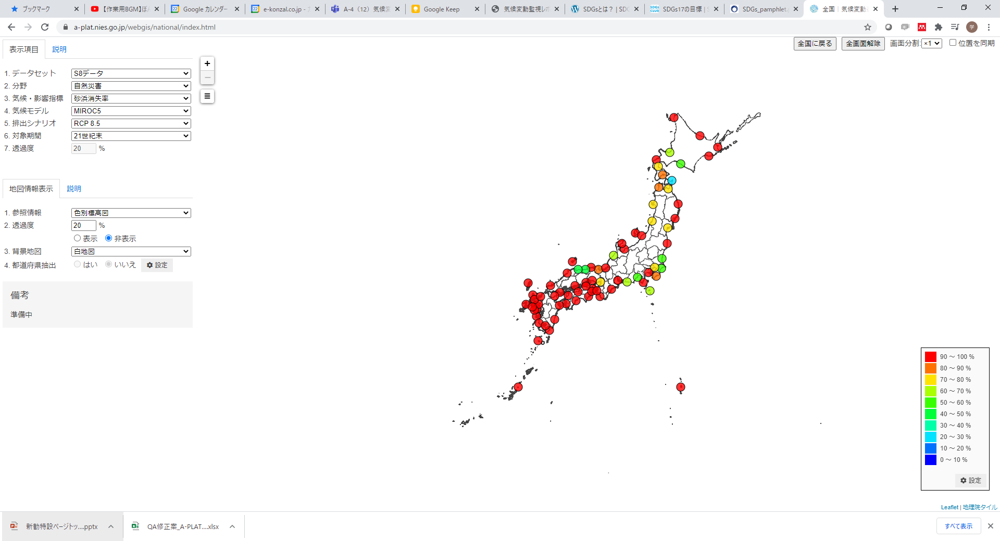 ブックマーク
【作業用BGM】ぼ
Google カレンダー
e-konzal.co.jp -
A-4（12）気候変
Google Keep
気候変動監視レポ
SDGsとは？ | SDG
SDGs17の目標 | S
SDGs_pamphlet.
全国 | 気候変動
a-plat.nies.go.jp/webgis/national/index.html
学
全国に戻る 全画面解除 画面分割: ×1 位置を同期
表示項目 説明
1. データセット S8データ
2. 分野 自然災害
3. 気候・影響指標 砂浜消失率
4. 気候モデル MIROC5
5. 排出シナリオ RCP 8.5
6. 対象期間 21世紀末
7. 透過度 20 %
+
−
地図情報表示 説明
1. 参照情報 色別標高図
2. 透過度 20 %
表示 非表示
3. 背景地図 白地図
4. 都道府県抽出 はい いいえ 設定
備考
準備中
90 ～ 100 %
80 ～ 90 %
70 ～ 80 %
60 ～ 70 %
50 ～ 60 %
40 ～ 50 %
30 ～ 40 %
20 ～ 30 %
10 ～ 20 %
0 ～ 10 %
設定
Leaflet | 地理院タイル
新勧特設ページトッ....pptx
QA修正案_A-PLAT....xlsx
すべて表示